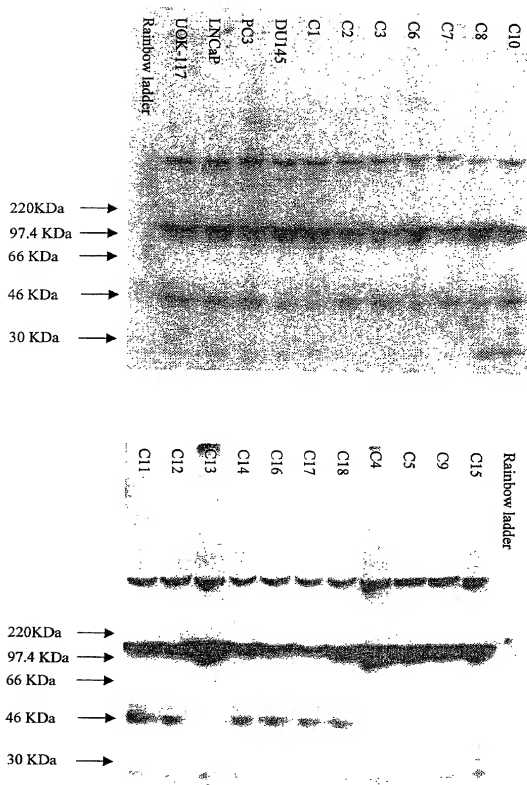 Rainbow ladder
UOK-117
LNCaP
PC3
DU145
C1
C2
C3
C6
C7
C8
C10
220KDa
97.4 KDa
66 KDa
46 KDa
30 KDa
C11
C12
C13
C14
C16
C17
C18
C4
C5
C9
C15
Rainbow ladder
220KDa
97.4 KDa
66 KDa
46 KDa
30 KDa